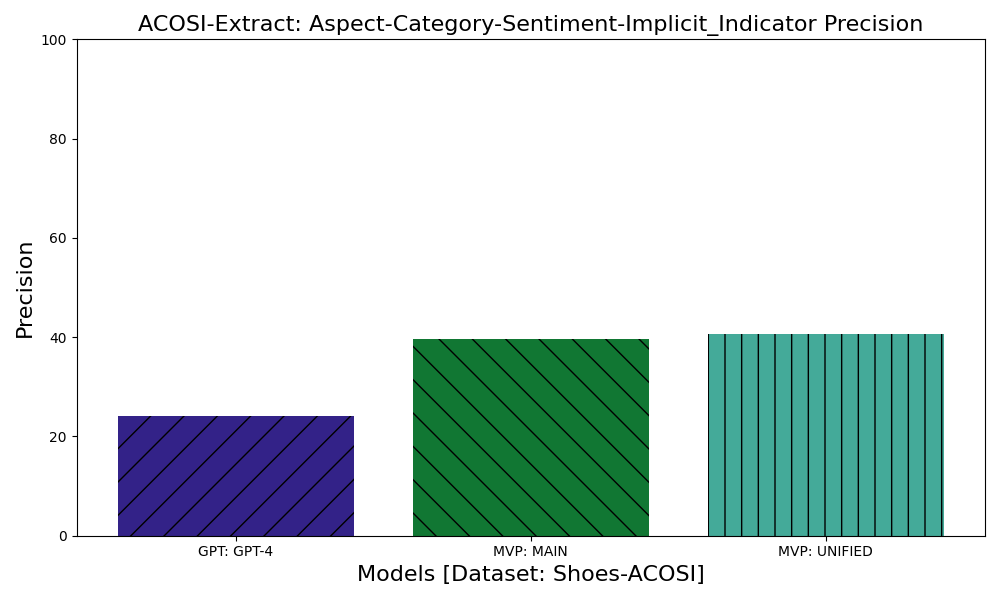 ACOSI-Extract: Aspect-Category-Sentiment-Implicit_Indicator Precision
100
80
60
40
20
0
Precision
GPT: GPT-4
MVP: MAIN
MVP: UNIFIED
Models [Dataset: Shoes-ACOSI]